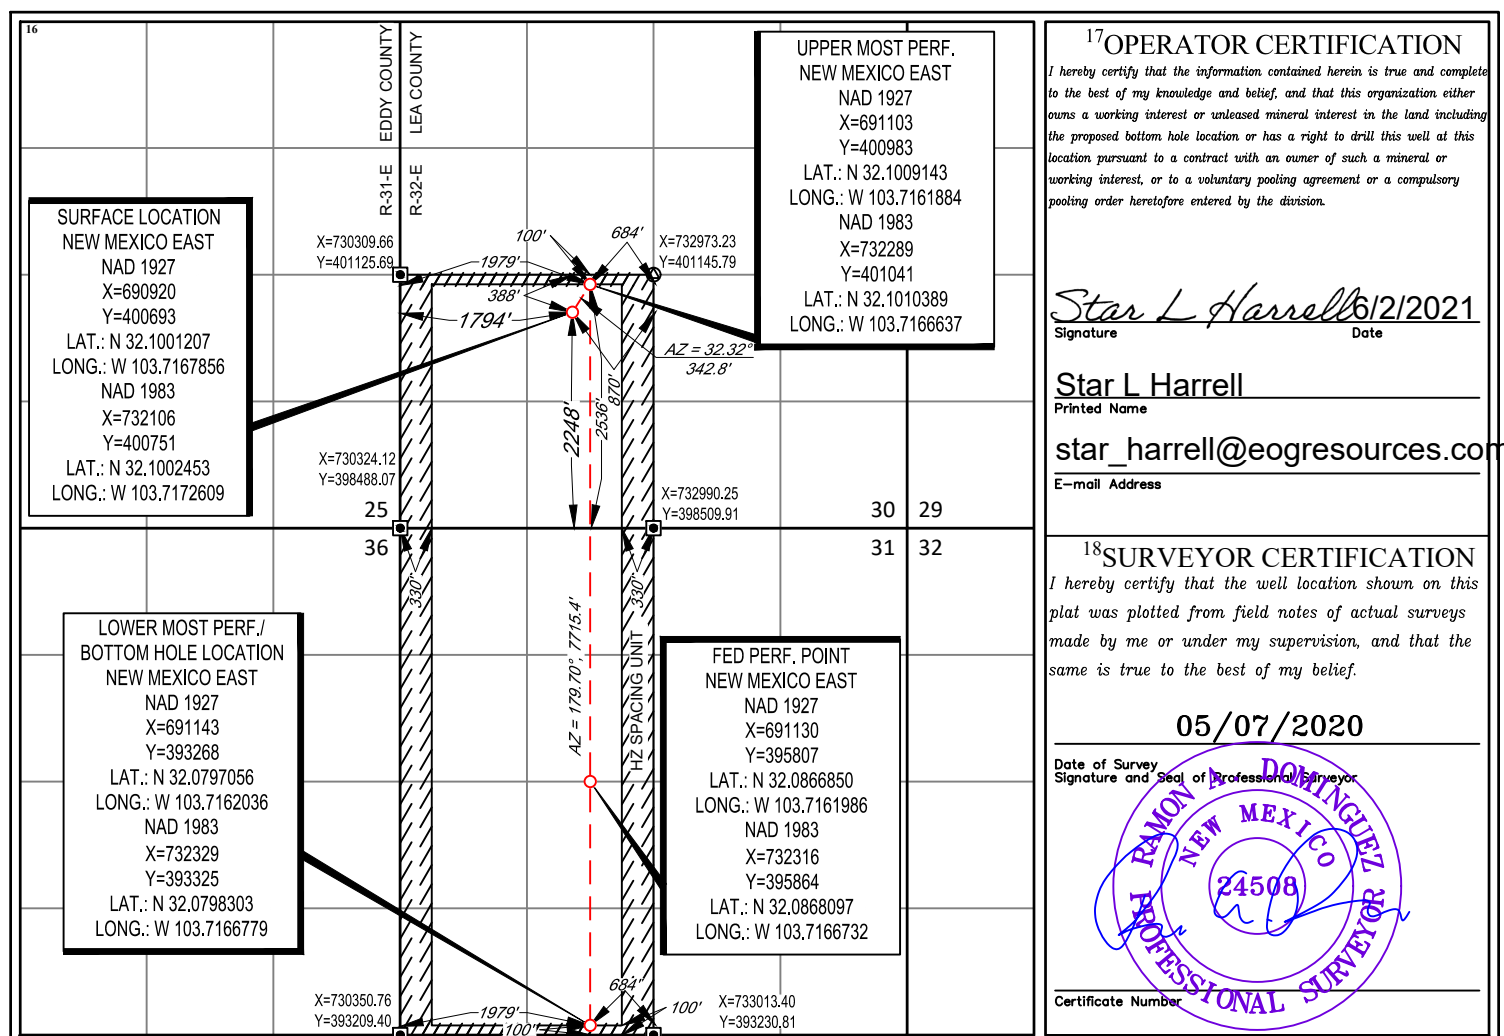 16
EDDY COUNTY
LEA COUNTY
R-31-E
R-32-E
UPPER MOST PERF.
NEW MEXICO EAST
NAD 1927
X=691103
Y=400983
LAT.: N 32.1009143
LONG.: W 103.7161884
NAD 1983
X=732289
Y=401041
LAT.: N 32.1010389
LONG.: W 103.7166637
SURFACE LOCATION
NEW MEXICO EAST
NAD 1927
X=690920
Y=400693
LAT.: N 32.1001207
LONG.: W 103.7167856
NAD 1983
X=732106
Y=400751
LAT.: N 32.1002453
LONG.: W 103.7172609
X=730309.66
Y=401125.69
100'
684'
X=732973.23
Y=401145.79
1979'
388'
1794'
AZ = 32.32°
342.8'
870'
2536'
2248'
X=730324.12
Y=398488.07
X=732990.25
Y=398509.91
25
30
29
36
31
32
330'
330'
AZ = 179.70°, 7715.4'
HZ SPACING UNIT
LOWER MOST PERF./
BOTTOM HOLE LOCATION
NEW MEXICO EAST
NAD 1927
X=691143
Y=393268
LAT.: N 32.0797056
LONG.: W 103.7162036
NAD 1983
X=732329
Y=393325
LAT.: N 32.0798303
LONG.: W 103.7166779
FED PERF. POINT
NEW MEXICO EAST
NAD 1927
X=691130
Y=395807
LAT.: N 32.0866850
LONG.: W 103.7161986
NAD 1983
X=732316
Y=395864
LAT.: N 32.0868097
LONG.: W 103.7166732
X=730350.76
Y=393209.40
1979'
100'
684'
100'
X=733013.40
Y=393230.81
17OPERATOR CERTIFICATION
I hereby certify that the information contained herein is true and complete
to the best of my knowledge and belief, and that this organization either
owns a working interest or unleased mineral interest in the land including
the proposed bottom hole location or has a right to drill this well at this
location pursuant to a contract with an owner of such a mineral or
working interest, or to a voluntary pooling agreement or a compulsory
pooling order heretofore entered by the division.
Star L Harrell 6/2/2021
Signature Date
Star L Harrell
Printed Name
star_harrell@eogresources.com
E-mail Address
18SURVEYOR CERTIFICATION
I hereby certify that the well location shown on this
plat was plotted from field notes of actual surveys
made by me or under my supervision, and that the
same is true to the best of my belief.
05/07/2020
Date of Survey
Signature and Seal of Professional Surveyor
RAMON A. DOMINGUEZ
NEW MEXICO
24508
PROFESSIONAL SURVEYOR
Certificate Number